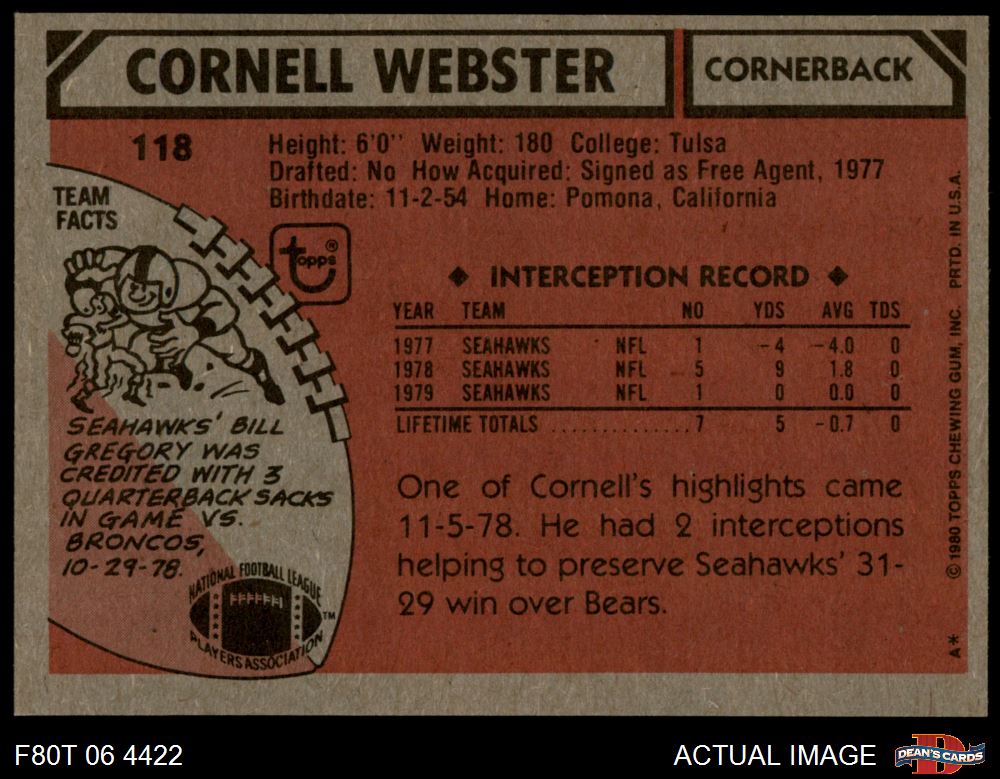 CORNELL WEBSTER
CORNERBACK
118
Height: 6'0" Weight: 180 College: Tulsa
Drafted: No How Acquired: Signed as Free Agent, 1977
Birthdate: 11-2-54 Home: Pomona, California
TEAM
FACTS
topps®
◆ INTERCEPTION RECORD ◆
YEAR TEAM NO YDS AVG TDS
1977 SEAHAWKS NFL 1 -4 -4.0 0
1978 SEAHAWKS NFL 5 9 1.8 0
1979 SEAHAWKS NFL 1 0 0.0 0
LIFETIME TOTALS ..............7 5 -0.7 0
SEAHAWKS' BILL
GREGORY WAS
CREDITED WITH 3
QUARTERBACK SACKS
IN GAME VS.
BRONCOS,
10-29-78.
One of Cornell's highlights came
11-5-78. He had 2 interceptions
helping to preserve Seahawks' 31-
29 win over Bears.
NATIONAL FOOTBALL LEAGUE
PLAYERS ASSOCIATION
TM
A* © 1980 TOPPS CHEWING GUM, INC. PRTD. IN U.S.A.
F80T 06 4422
ACTUAL IMAGE
DEAN'S CARDS